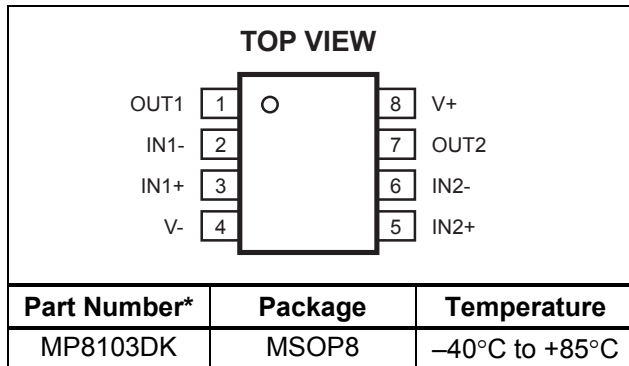 TOP VIEW
OUT1 1 8 V+
IN1- 2 7 OUT2
IN1+ 3 6 IN2-
V- 4 5 IN2+
Part Number* Package Temperature
MP8103DK MSOP8 –40°C to +85°C